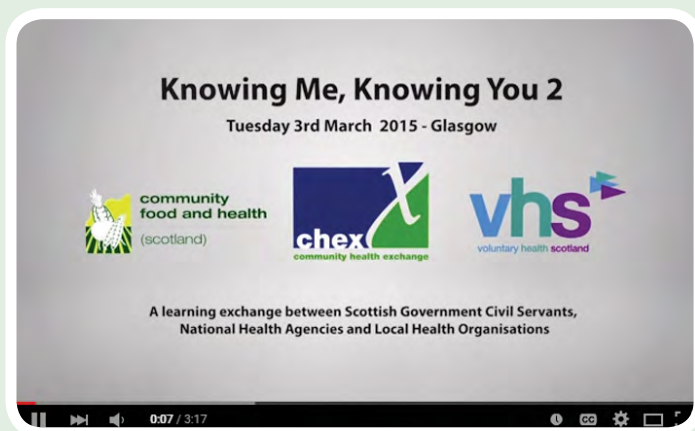 Knowing Me, Knowing You 2
Tuesday 3rd March 2015 - Glasgow
community
food and health
(scotland)
chex
community health exchange
vhs
voluntary health scotland
A learning exchange between Scottish Government Civil Servants,
National Health Agencies and Local Health Organisations
0:07 / 3:17
CC